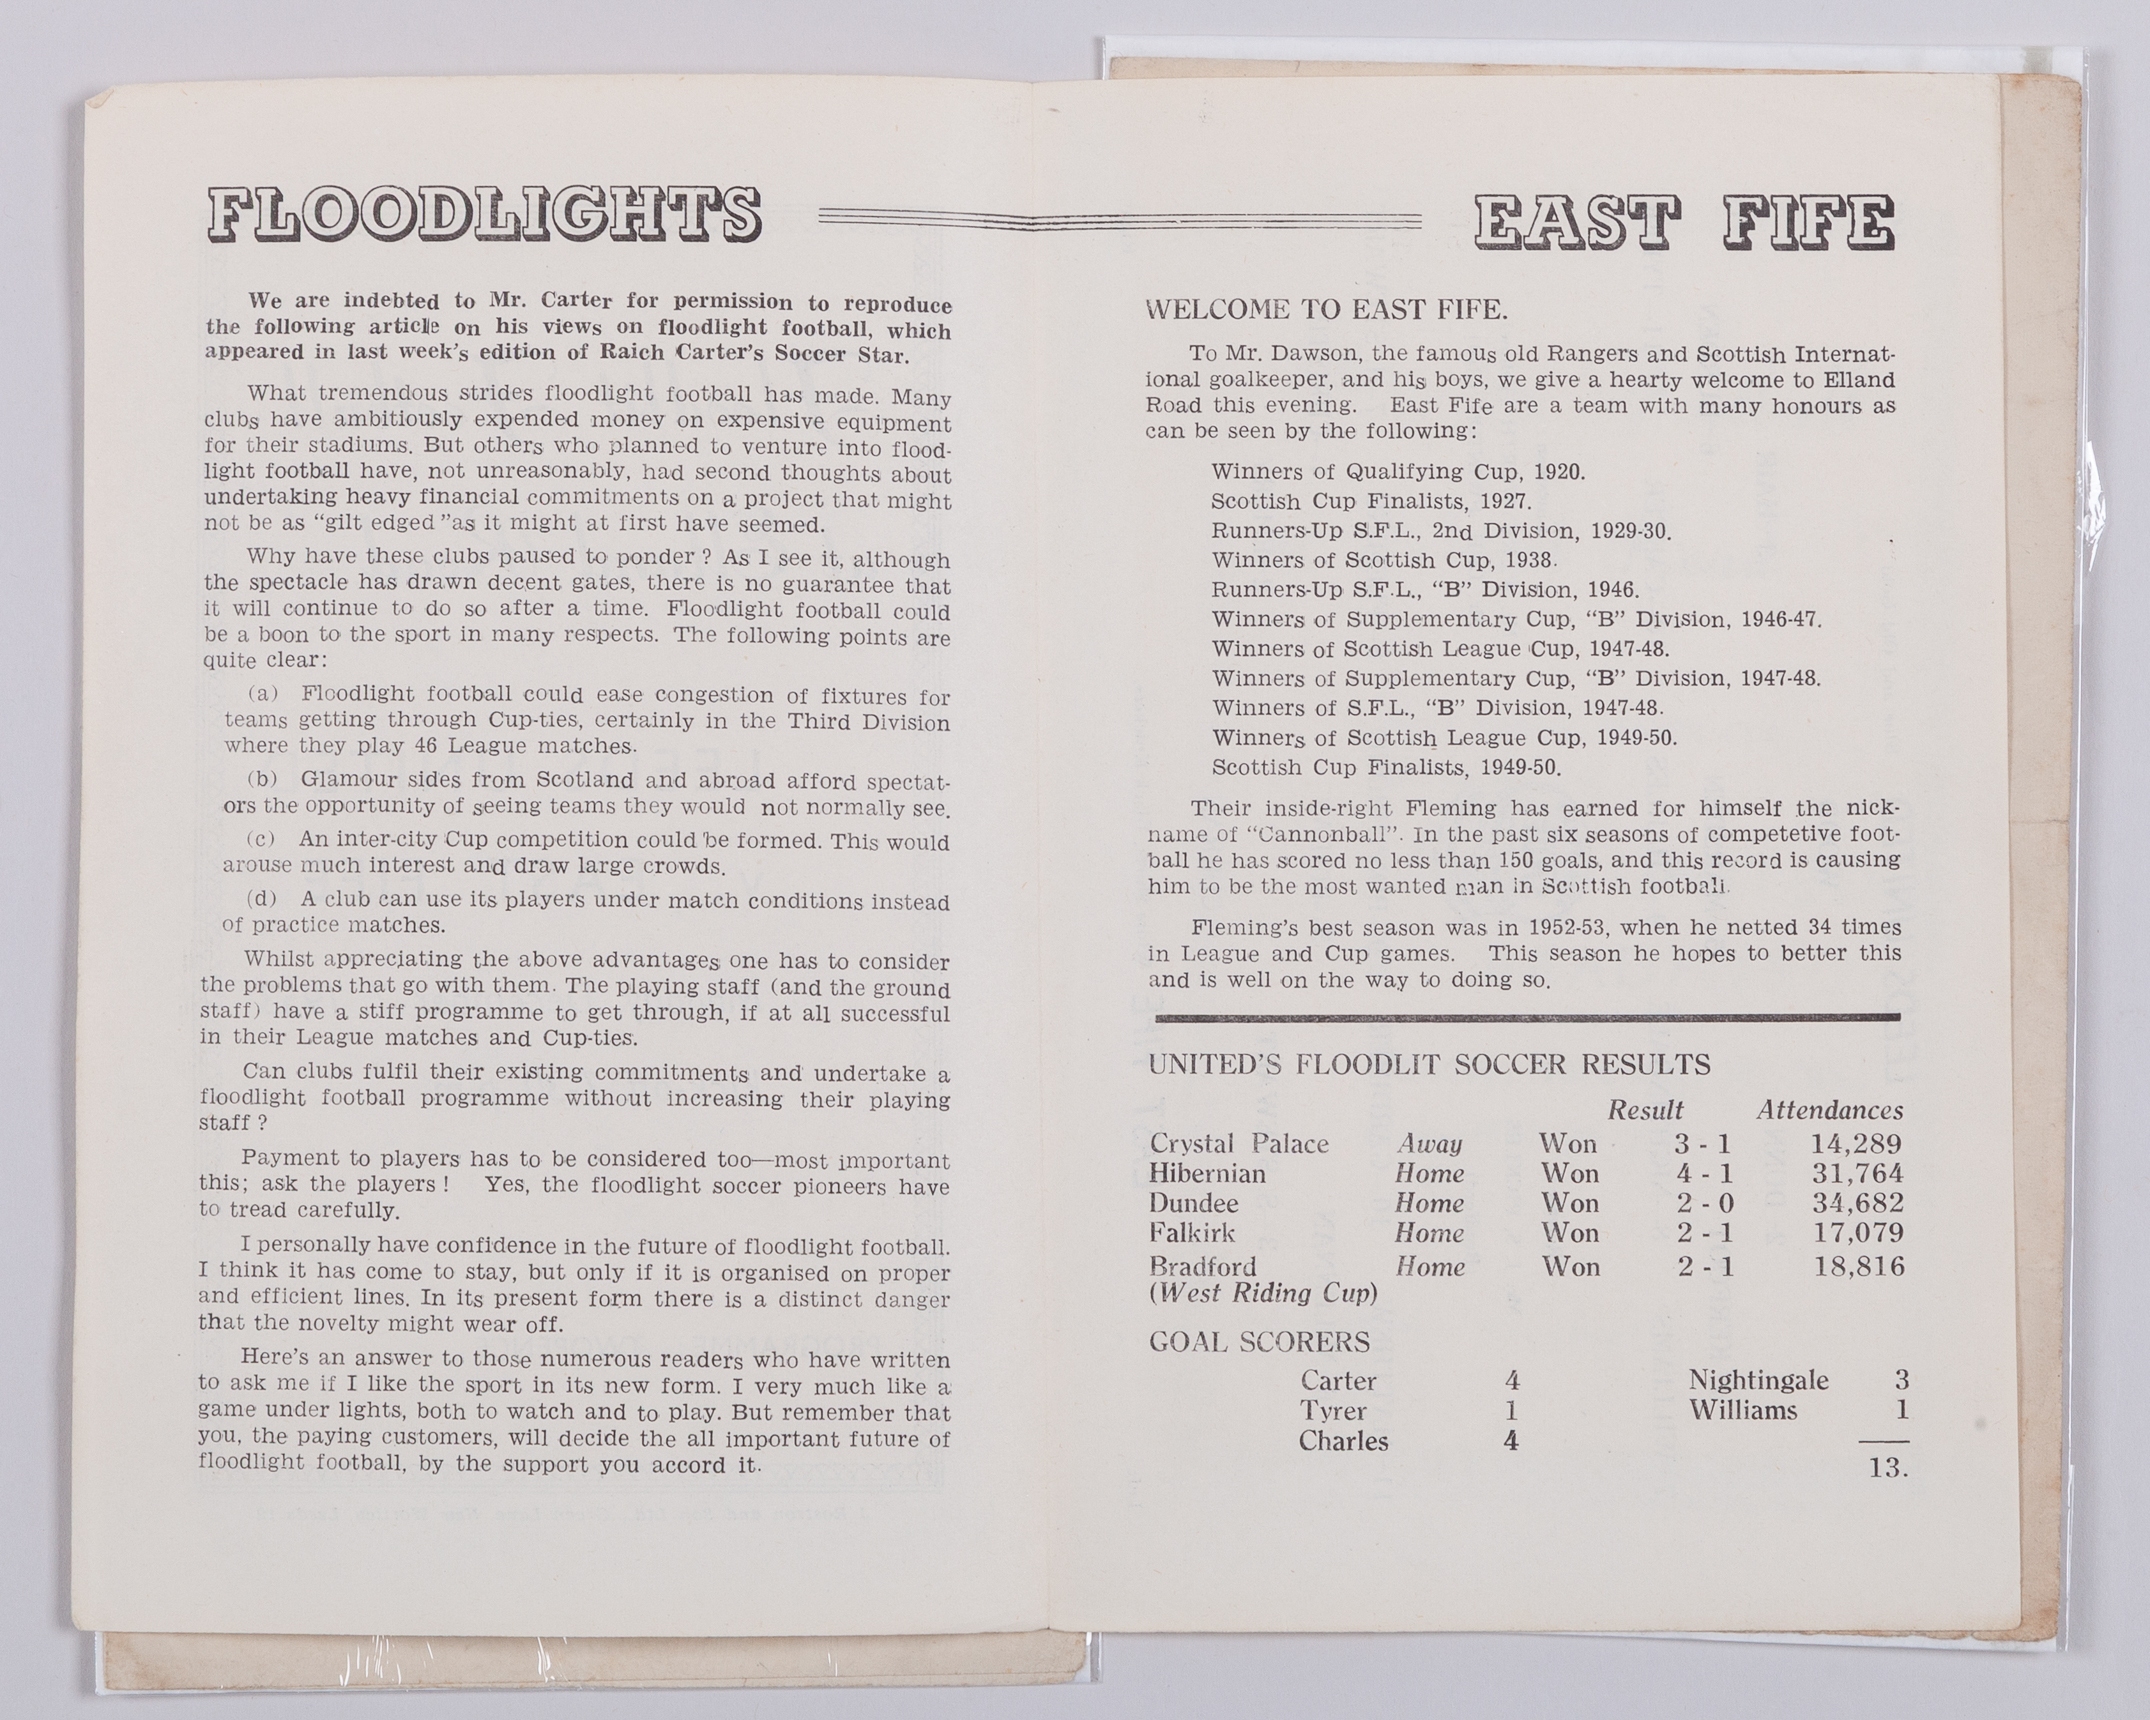 FLOODLIGHTS
We are indebted to Mr. Carter for permission to reproduce
the following article on his views on floodlight football, which
appeared in last week's edition of Raich Carter's Soccer Star.
What tremendous strides floodlight football has made. Many
clubs have ambitiously expended money on expensive equipment
for their stadiums. But others who planned to venture into flood-
light football have, not unreasonably, had second thoughts about
undertaking heavy financial commitments on a project that might
not be as “gilt edged ”as it might at first have seemed.
Why have these clubs paused to ponder ? As I see it, although
the spectacle has drawn decent gates, there is no guarantee that
it will continue to do so after a time. Floodlight football could
be a boon to the sport in many respects. The following points are
quite clear:
(a) Floodlight football could ease congestion of fixtures for
teams getting through Cup-ties, certainly in the Third Division
where they play 46 League matches.
(b) Glamour sides from Scotland and abroad afford spectat-
ors the opportunity of seeing teams they would not normally see.
(c) An inter-city Cup competition could be formed. This would
arouse much interest and draw large crowds.
(d) A club can use its players under match conditions instead
of practice matches.
Whilst appreciating the above advantages one has to consider
the problems that go with them. The playing staff (and the ground
staff) have a stiff programme to get through, if at all successful
in their League matches and Cup-ties.
Can clubs fulfil their existing commitments and undertake a
floodlight football programme without increasing their playing
staff ?
Payment to players has to be considered too—most important
this; ask the players ! Yes, the floodlight soccer pioneers have
to tread carefully.
I personally have confidence in the future of floodlight football.
I think it has come to stay, but only if it is organised on proper
and efficient lines. In its present form there is a distinct danger
that the novelty might wear off.
Here's an answer to those numerous readers who have written
to ask me if I like the sport in its new form. I very much like a
game under lights, both to watch and to play. But remember that
you, the paying customers, will decide the all important future of
floodlight football, by the support you accord it.
EAST FIFE
WELCOME TO EAST FIFE.
To Mr. Dawson, the famous old Rangers and Scottish Internat-
ional goalkeeper, and his boys, we give a hearty welcome to Elland
Road this evening. East Fife are a team with many honours as
can be seen by the following:
Winners of Qualifying Cup, 1920.
Scottish Cup Finalists, 1927.
Runners-Up S.F.L., 2nd Division, 1929-30.
Winners of Scottish Cup, 1938.
Runners-Up S.F.L., “B” Division, 1946.
Winners of Supplementary Cup, “B” Division, 1946-47.
Winners of Scottish League Cup, 1947-48.
Winners of Supplementary Cup, “B” Division, 1947-48.
Winners of S.F.L., “B” Division, 1947-48.
Winners of Scottish League Cup, 1949-50.
Scottish Cup Finalists, 1949-50.
Their inside-right Fleming has earned for himself the nick-
name of “Cannonball”. In the past six seasons of competetive foot-
ball he has scored no less than 150 goals, and this record is causing
him to be the most wanted man in Scottish football.
Fleming's best season was in 1952-53, when he netted 34 times
in League and Cup games. This season he hopes to better this
and is well on the way to doing so.
UNITED'S FLOODLIT SOCCER RESULTS
Result Attendances
Crystal Palace Away Won 3 - 1 14,289
Hibernian Home Won 4 - 1 31,764
Dundee Home Won 2 - 0 34,682
Falkirk Home Won 2 - 1 17,079
Bradford Home Won 2 - 1 18,816
(West Riding Cup)
GOAL SCORERS
Carter 4 Nightingale 3
Tyrer 1 Williams 1
Charles 4
13.